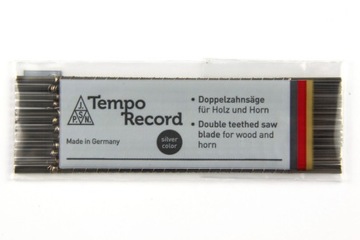 Tempo
Record
Made in Germany
silver
color
• Doppelzahnsäge
für Holz und Horn
• Double teethed saw
blade for wood and
horn